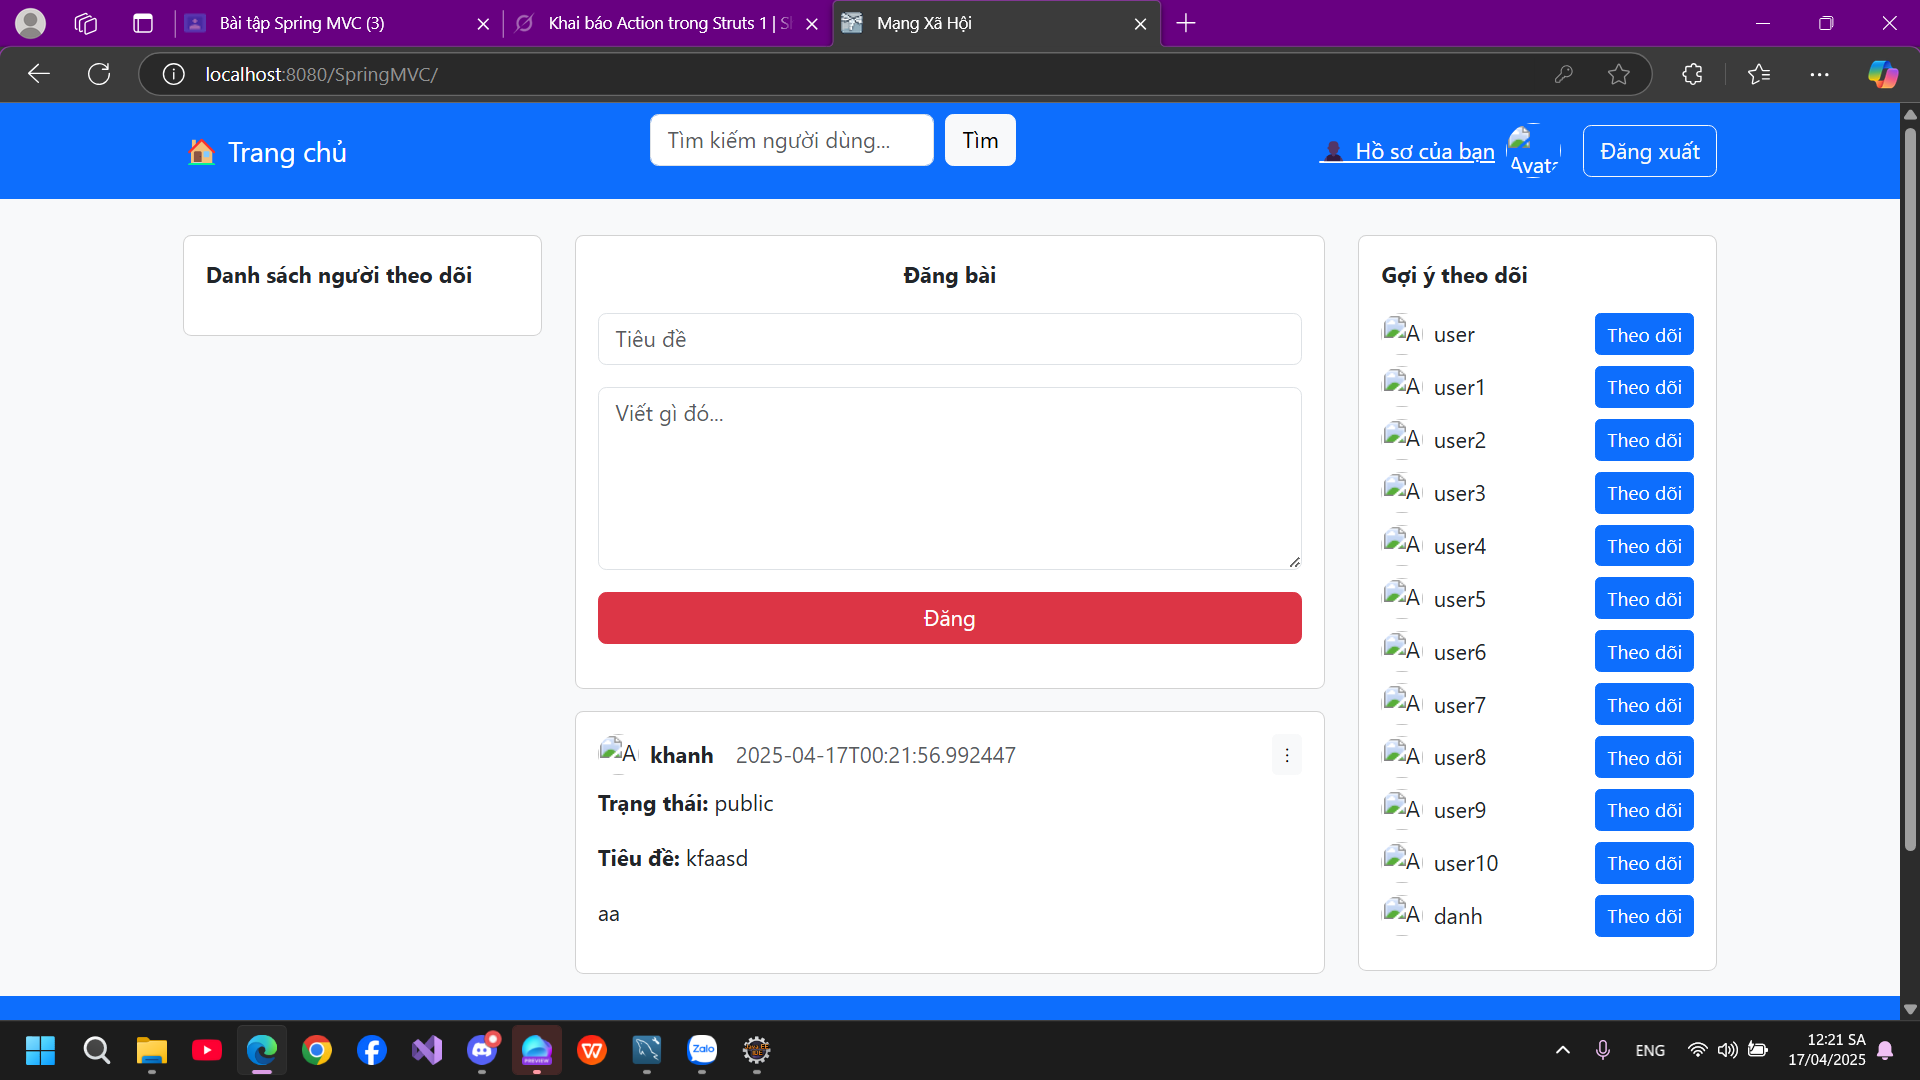 Bài tập Spring MVC (3)
Khai báo Action trong Struts 1 | S
Mạng Xã Hội
localhost:8080/SpringMVC/
Trang chủ
Tìm kiếm người dùng...
Tìm
Hồ sơ của bạn
Avata
Đăng xuất
Danh sách người theo dõi
Đăng bài
Tiêu đề
Viết gì đó...
Đăng
A khanh 2025-04-17T00:21:56.992447
Trạng thái: public
Tiêu đề: kfaasd
aa
Gợi ý theo dõi
A user Theo dõi
A user1 Theo dõi
A user2 Theo dõi
A user3 Theo dõi
A user4 Theo dõi
A user5 Theo dõi
A user6 Theo dõi
A user7 Theo dõi
A user8 Theo dõi
A user9 Theo dõi
A user10 Theo dõi
A danh Theo dõi
PREVIEW
Zalo
ENG
12:21 SA
17/04/2025